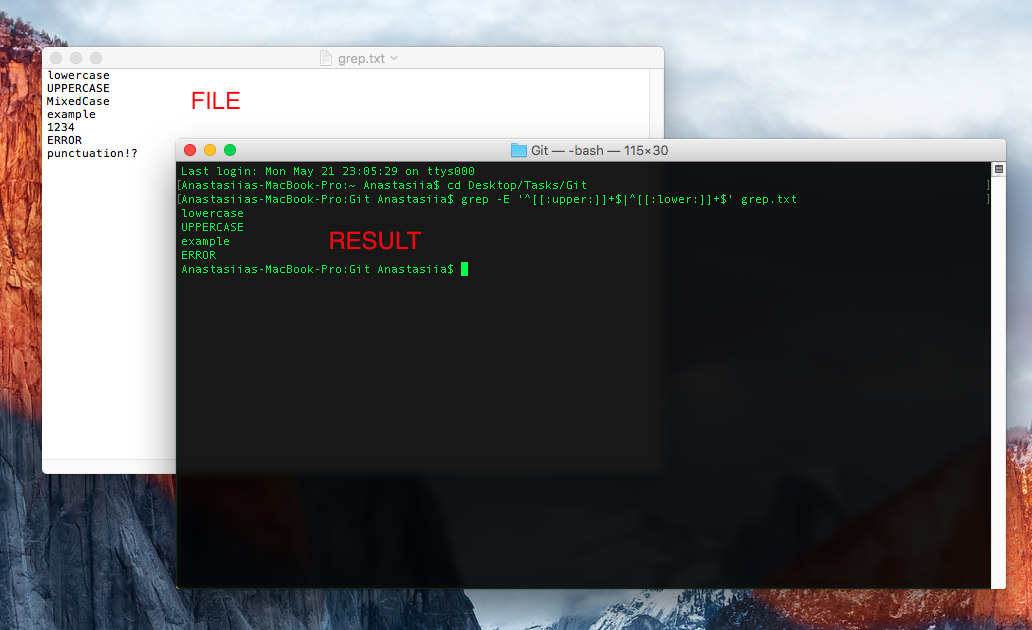 grep.txt
lowercase
UPPERCASE
MixedCase
example
1234
ERROR
punctuation!?
FILE
Git — -bash — 115×30
Last login: Mon May 21 23:05:29 on ttys000
[Anastasiias-MacBook-Pro:~ Anastasiia$ cd Desktop/Tasks/Git ]
[Anastasiias-MacBook-Pro:Git Anastasiia$ grep -E '^[[:upper:]]+$|^[[:lower:]]+$' grep.txt ]
lowercase
UPPERCASE
example
ERROR
Anastasiias-MacBook-Pro:Git Anastasiia$
RESULT